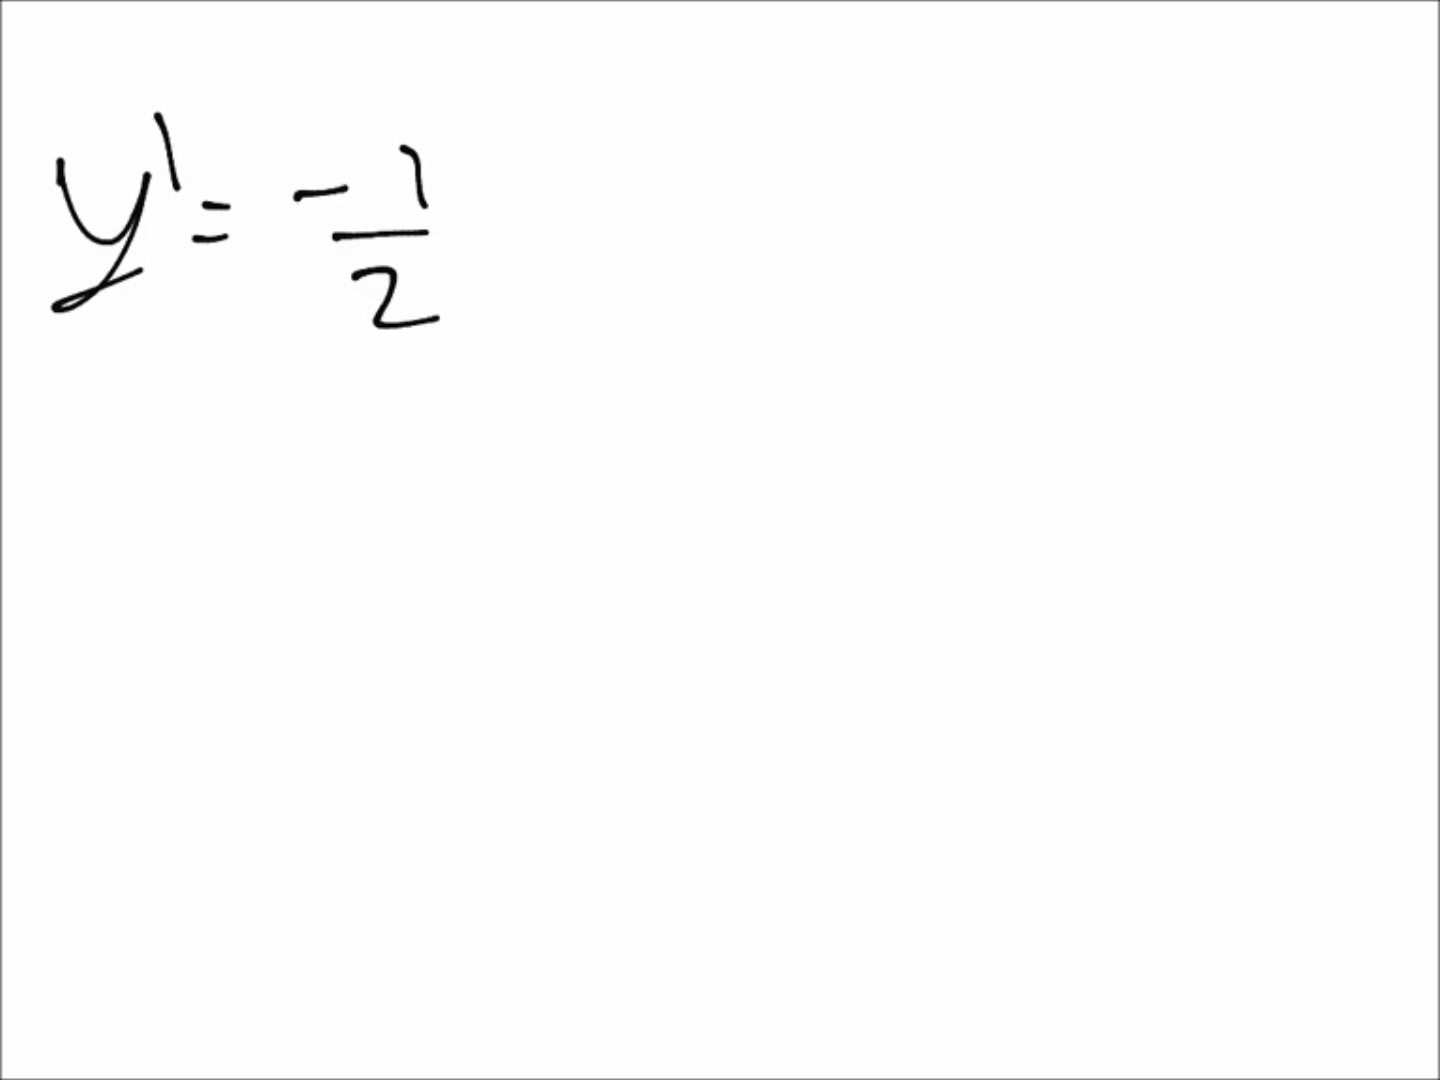 y' = -1/2